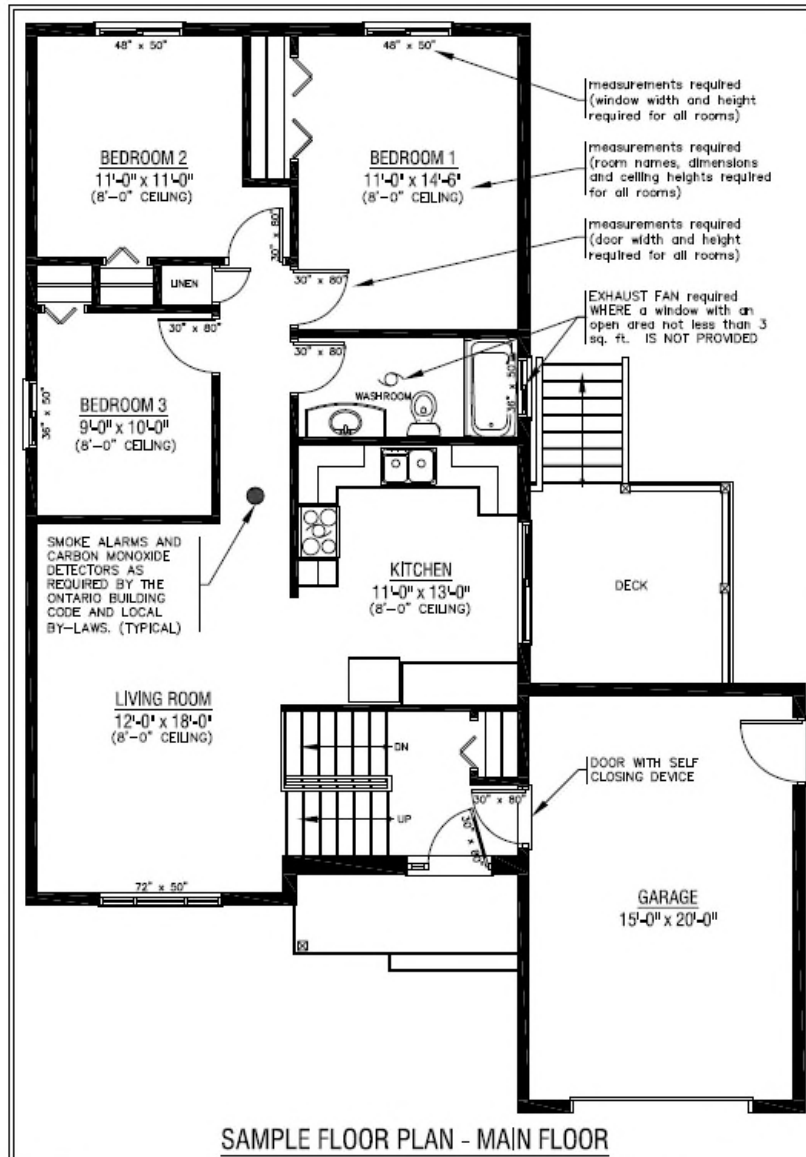 48" x 50"
48" x 50"
measurements required
(window width and height
required for all rooms)
BEDROOM 2
11'-0" x 11'-0"
(8'-0" CEILING)
BEDROOM 1
11'-0" x 14'-6"
(8'-0" CEILING)
measurements required
(room names, dimensions
and ceiling heights required
for all rooms)
30" x 80"
measurements required
(door width and height
required for all rooms)
LINEN
30" x 80"
EXHAUST FAN required
WHERE a window with an
open area not less than 3
sq. ft. IS NOT PROVIDED
30" x 80"
30" x 80"
WASHROOM
36" x 50"
36" x 50"
BEDROOM 3
9'-0" x 10'-0"
(8'-0" CEILING)
SMOKE ALARMS AND
CARBON MONOXIDE
DETECTORS AS
REQUIRED BY THE
ONTARIO BUILDING
CODE AND LOCAL
BY-LAWS. (TYPICAL)
KITCHEN
11'-0" x 13'-0"
(8'-0" CEILING)
DECK
LIVING ROOM
12'-0" x 18'-0"
(8'-0" CEILING)
DN
UP
DOOR WITH SELF
CLOSING DEVICE
30" x 80"
30" x 80"
72" x 50"
GARAGE
15'-0" x 20'-0"
SAMPLE FLOOR PLAN - MAIN FLOOR